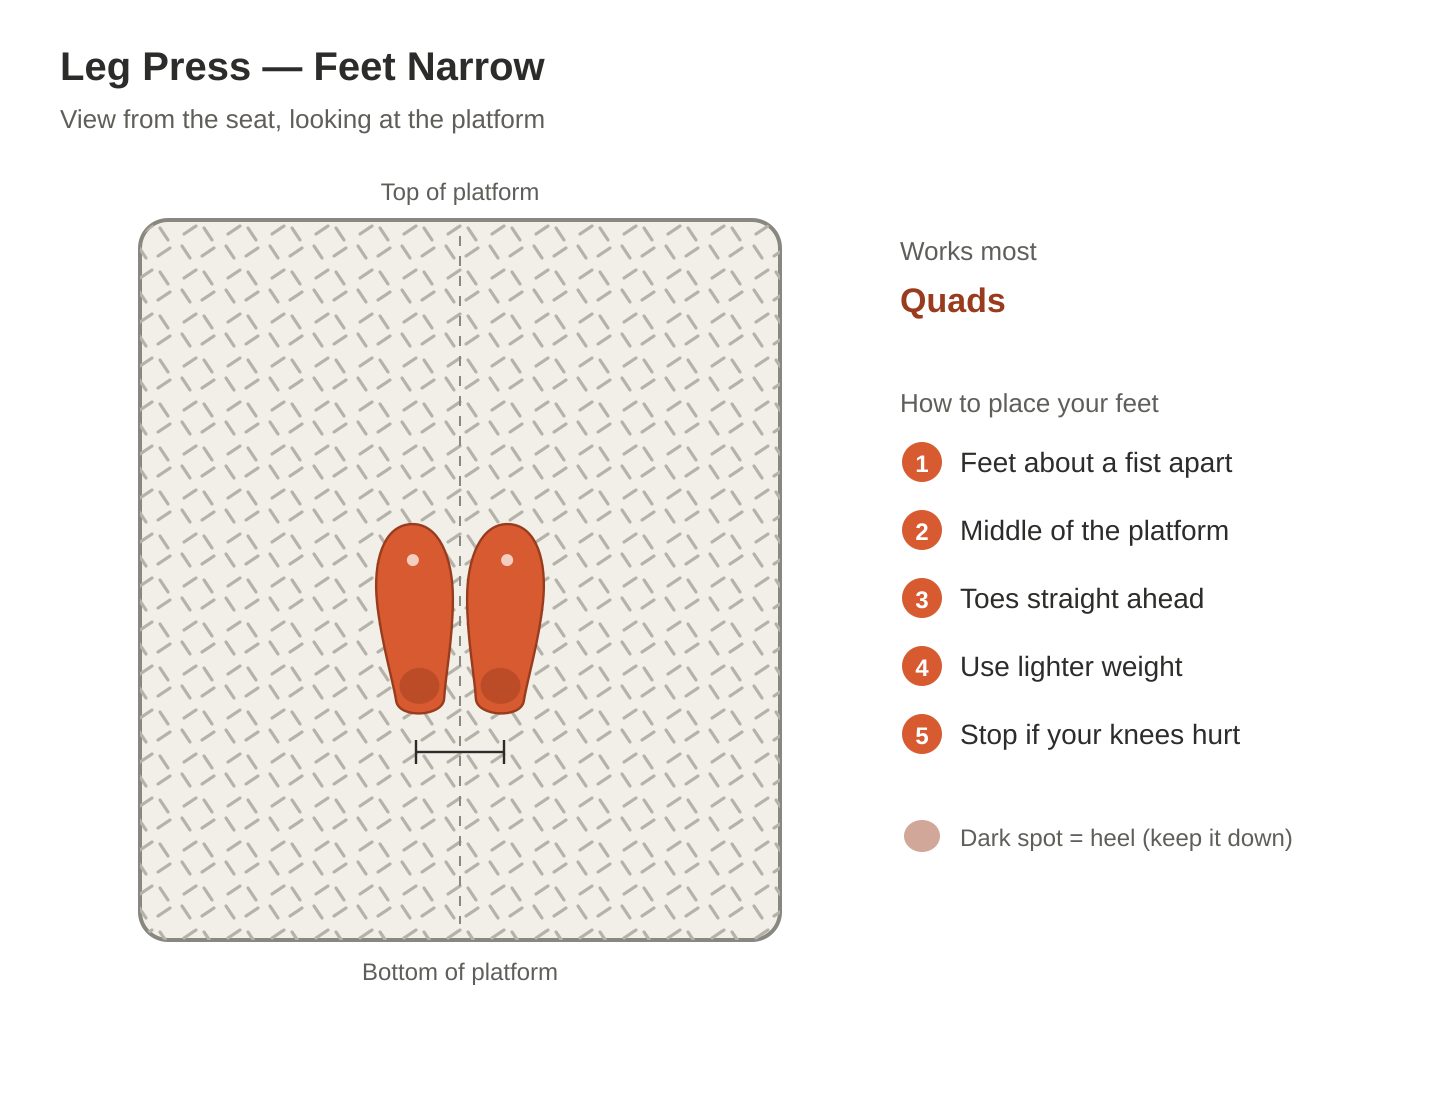 Leg Press — Feet Narrow
View from the seat, looking at the platform
Top of platform
Bottom of platform
Works most
Quads
How to place your feet
1 Feet about a fist apart
2 Middle of the platform
3 Toes straight ahead
4 Use lighter weight
5 Stop if your knees hurt
Dark spot = heel (keep it down)